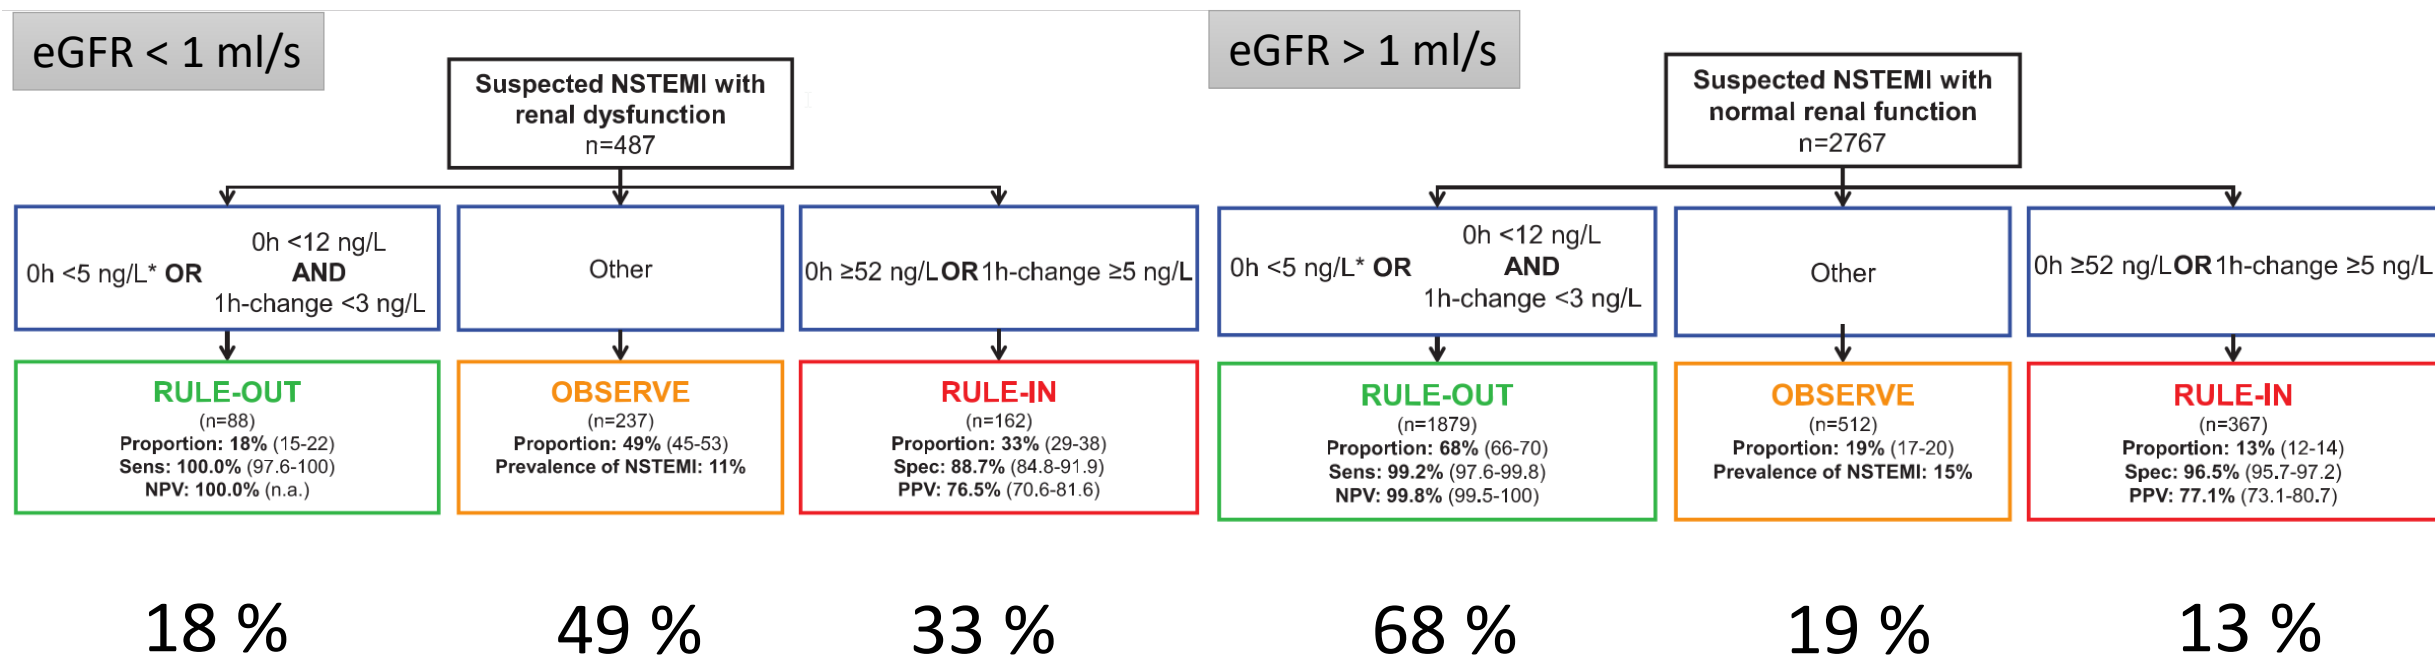 eGFR < 1 ml/s
Suspected NSTEMI with
renal dysfunction
n=487
0h <5 ng/L* OR
0h <12 ng/L
AND
1h-change <3 ng/L
Other
0h ≥52 ng/L OR 1h-change ≥5 ng/L
RULE-OUT
(n=88)
Proportion: 18% (15-22)
Sens: 100.0% (97.6-100)
NPV: 100.0% (n.a.)
OBSERVE
(n=237)
Proportion: 49% (45-53)
Prevalence of NSTEMI: 11%
RULE-IN
(n=162)
Proportion: 33% (29-38)
Spec: 88.7% (84.8-91.9)
PPV: 76.5% (70.6-81.6)
18 %
49 %
33 %
eGFR > 1 ml/s
Suspected NSTEMI with
normal renal function
n=2767
0h <5 ng/L* OR
0h <12 ng/L
AND
1h-change <3 ng/L
Other
0h ≥52 ng/L OR 1h-change ≥5 ng/L
RULE-OUT
(n=1879)
Proportion: 68% (66-70)
Sens: 99.2% (97.6-99.8)
NPV: 99.8% (99.5-100)
OBSERVE
(n=512)
Proportion: 19% (17-20)
Prevalence of NSTEMI: 15%
RULE-IN
(n=367)
Proportion: 13% (12-14)
Spec: 96.5% (95.7-97.2)
PPV: 77.1% (73.1-80.7)
68 %
19 %
13 %